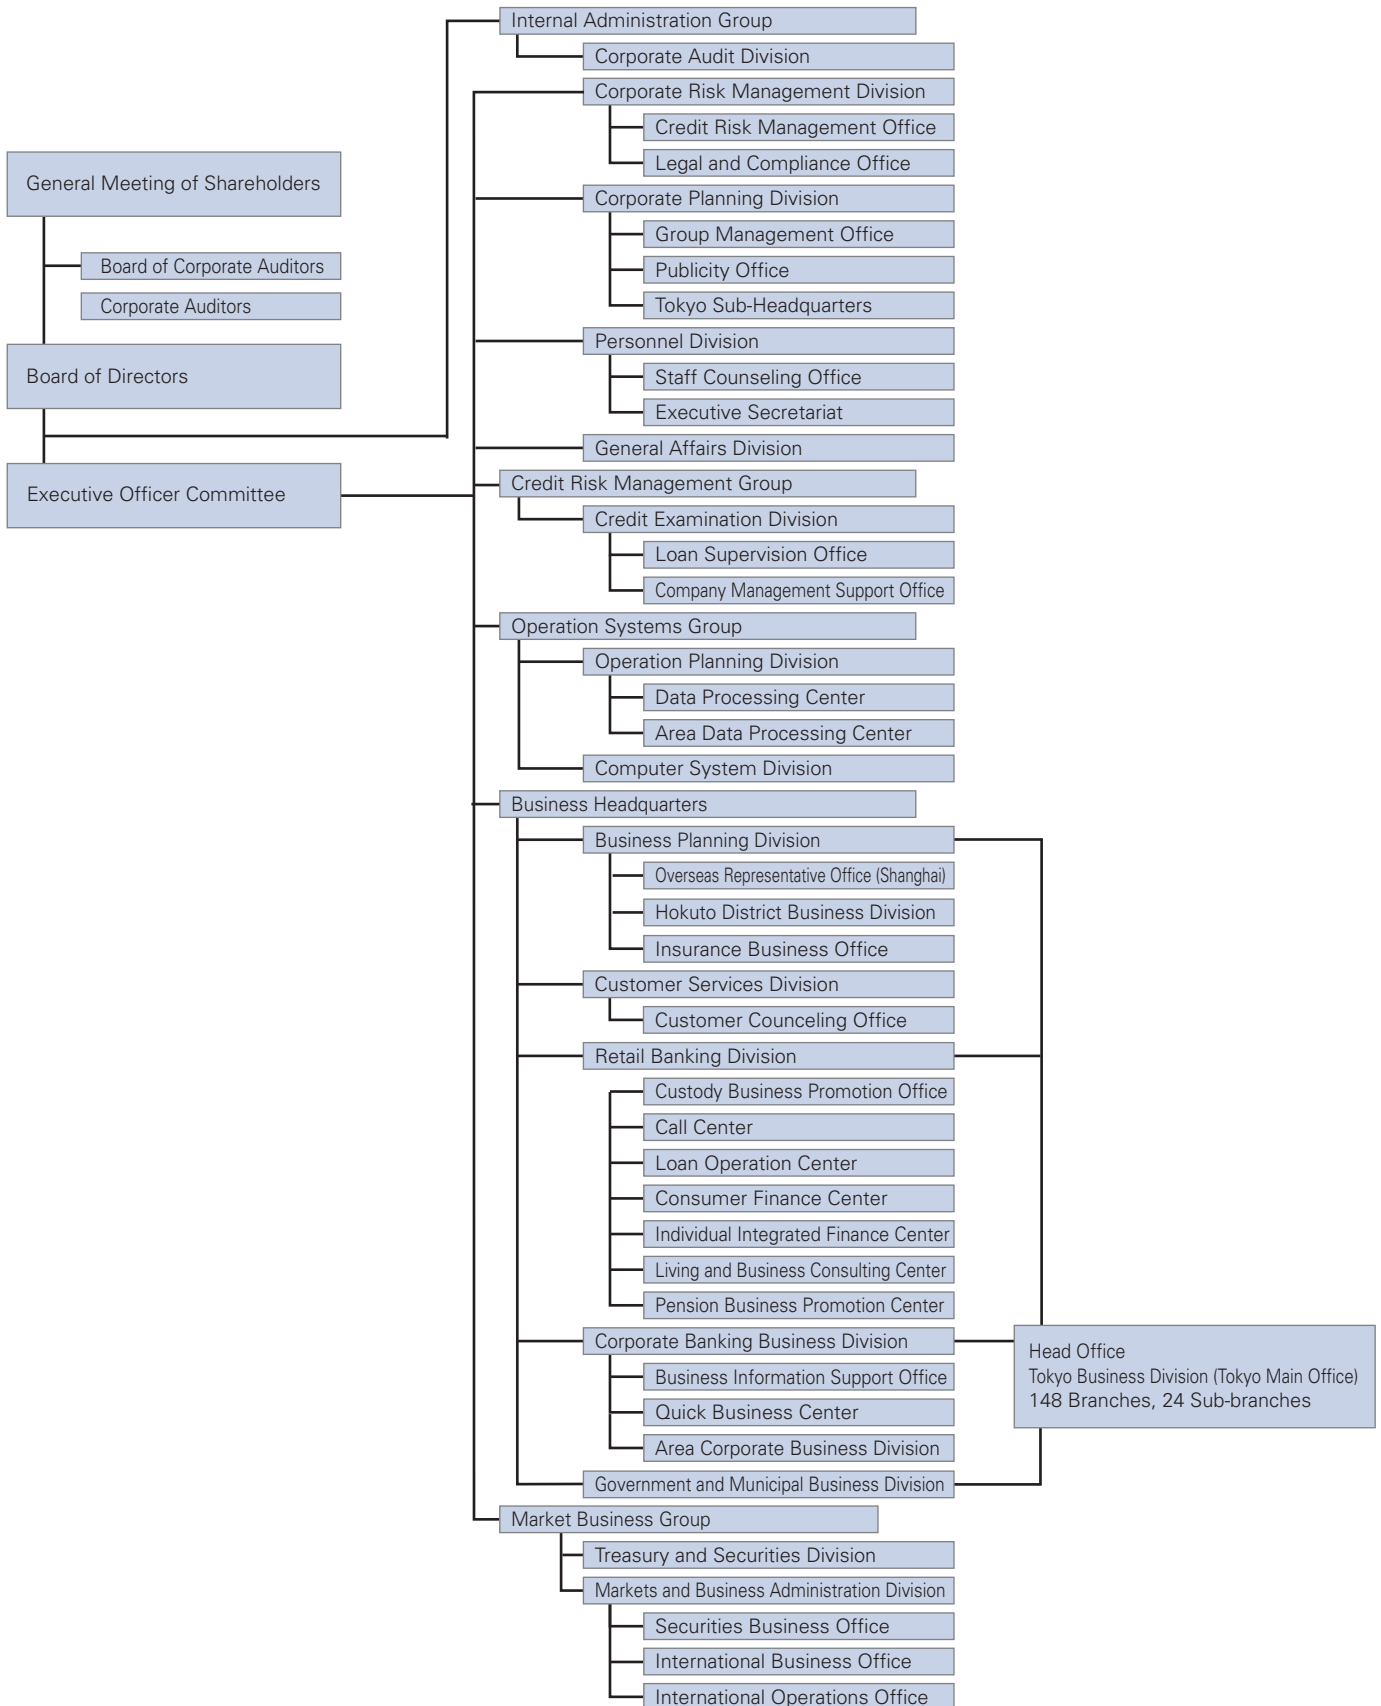 Internal Administration Group
Corporate Audit Division
Corporate Risk Management Division
Credit Risk Management Office
Legal and Compliance Office
General Meeting of Shareholders
Corporate Planning Division
Group Management Office
Board of Corporate Auditors
Publicity Office
Corporate Auditors
Tokyo Sub-Headquarters
Personnel Division
Board of Directors
Staff Counseling Office
Executive Secretariat
General Affairs Division
Credit Risk Management Group
Executive Officer Committee
Credit Examination Division
Loan Supervision Office
Company Management Support Office
Operation Systems Group
Operation Planning Division
Data Processing Center
Area Data Processing Center
Computer System Division
Business Headquarters
Business Planning Division
Overseas Representative Office (Shanghai)
Hokuto District Business Division
Insurance Business Office
Customer Services Division
Customer Counceling Office
Retail Banking Division
Custody Business Promotion Office
Call Center
Loan Operation Center
Consumer Finance Center
Individual Integrated Finance Center
Living and Business Consulting Center
Pension Business Promotion Center
Corporate Banking Business Division
Business Information Support Office
Quick Business Center
Area Corporate Business Division
Government and Municipal Business Division
Head Office
Tokyo Business Division (Tokyo Main Office)
148 Branches, 24 Sub-branches
Market Business Group
Treasury and Securities Division
Markets and Business Administration Division
Securities Business Office
International Business Office
International Operations Office